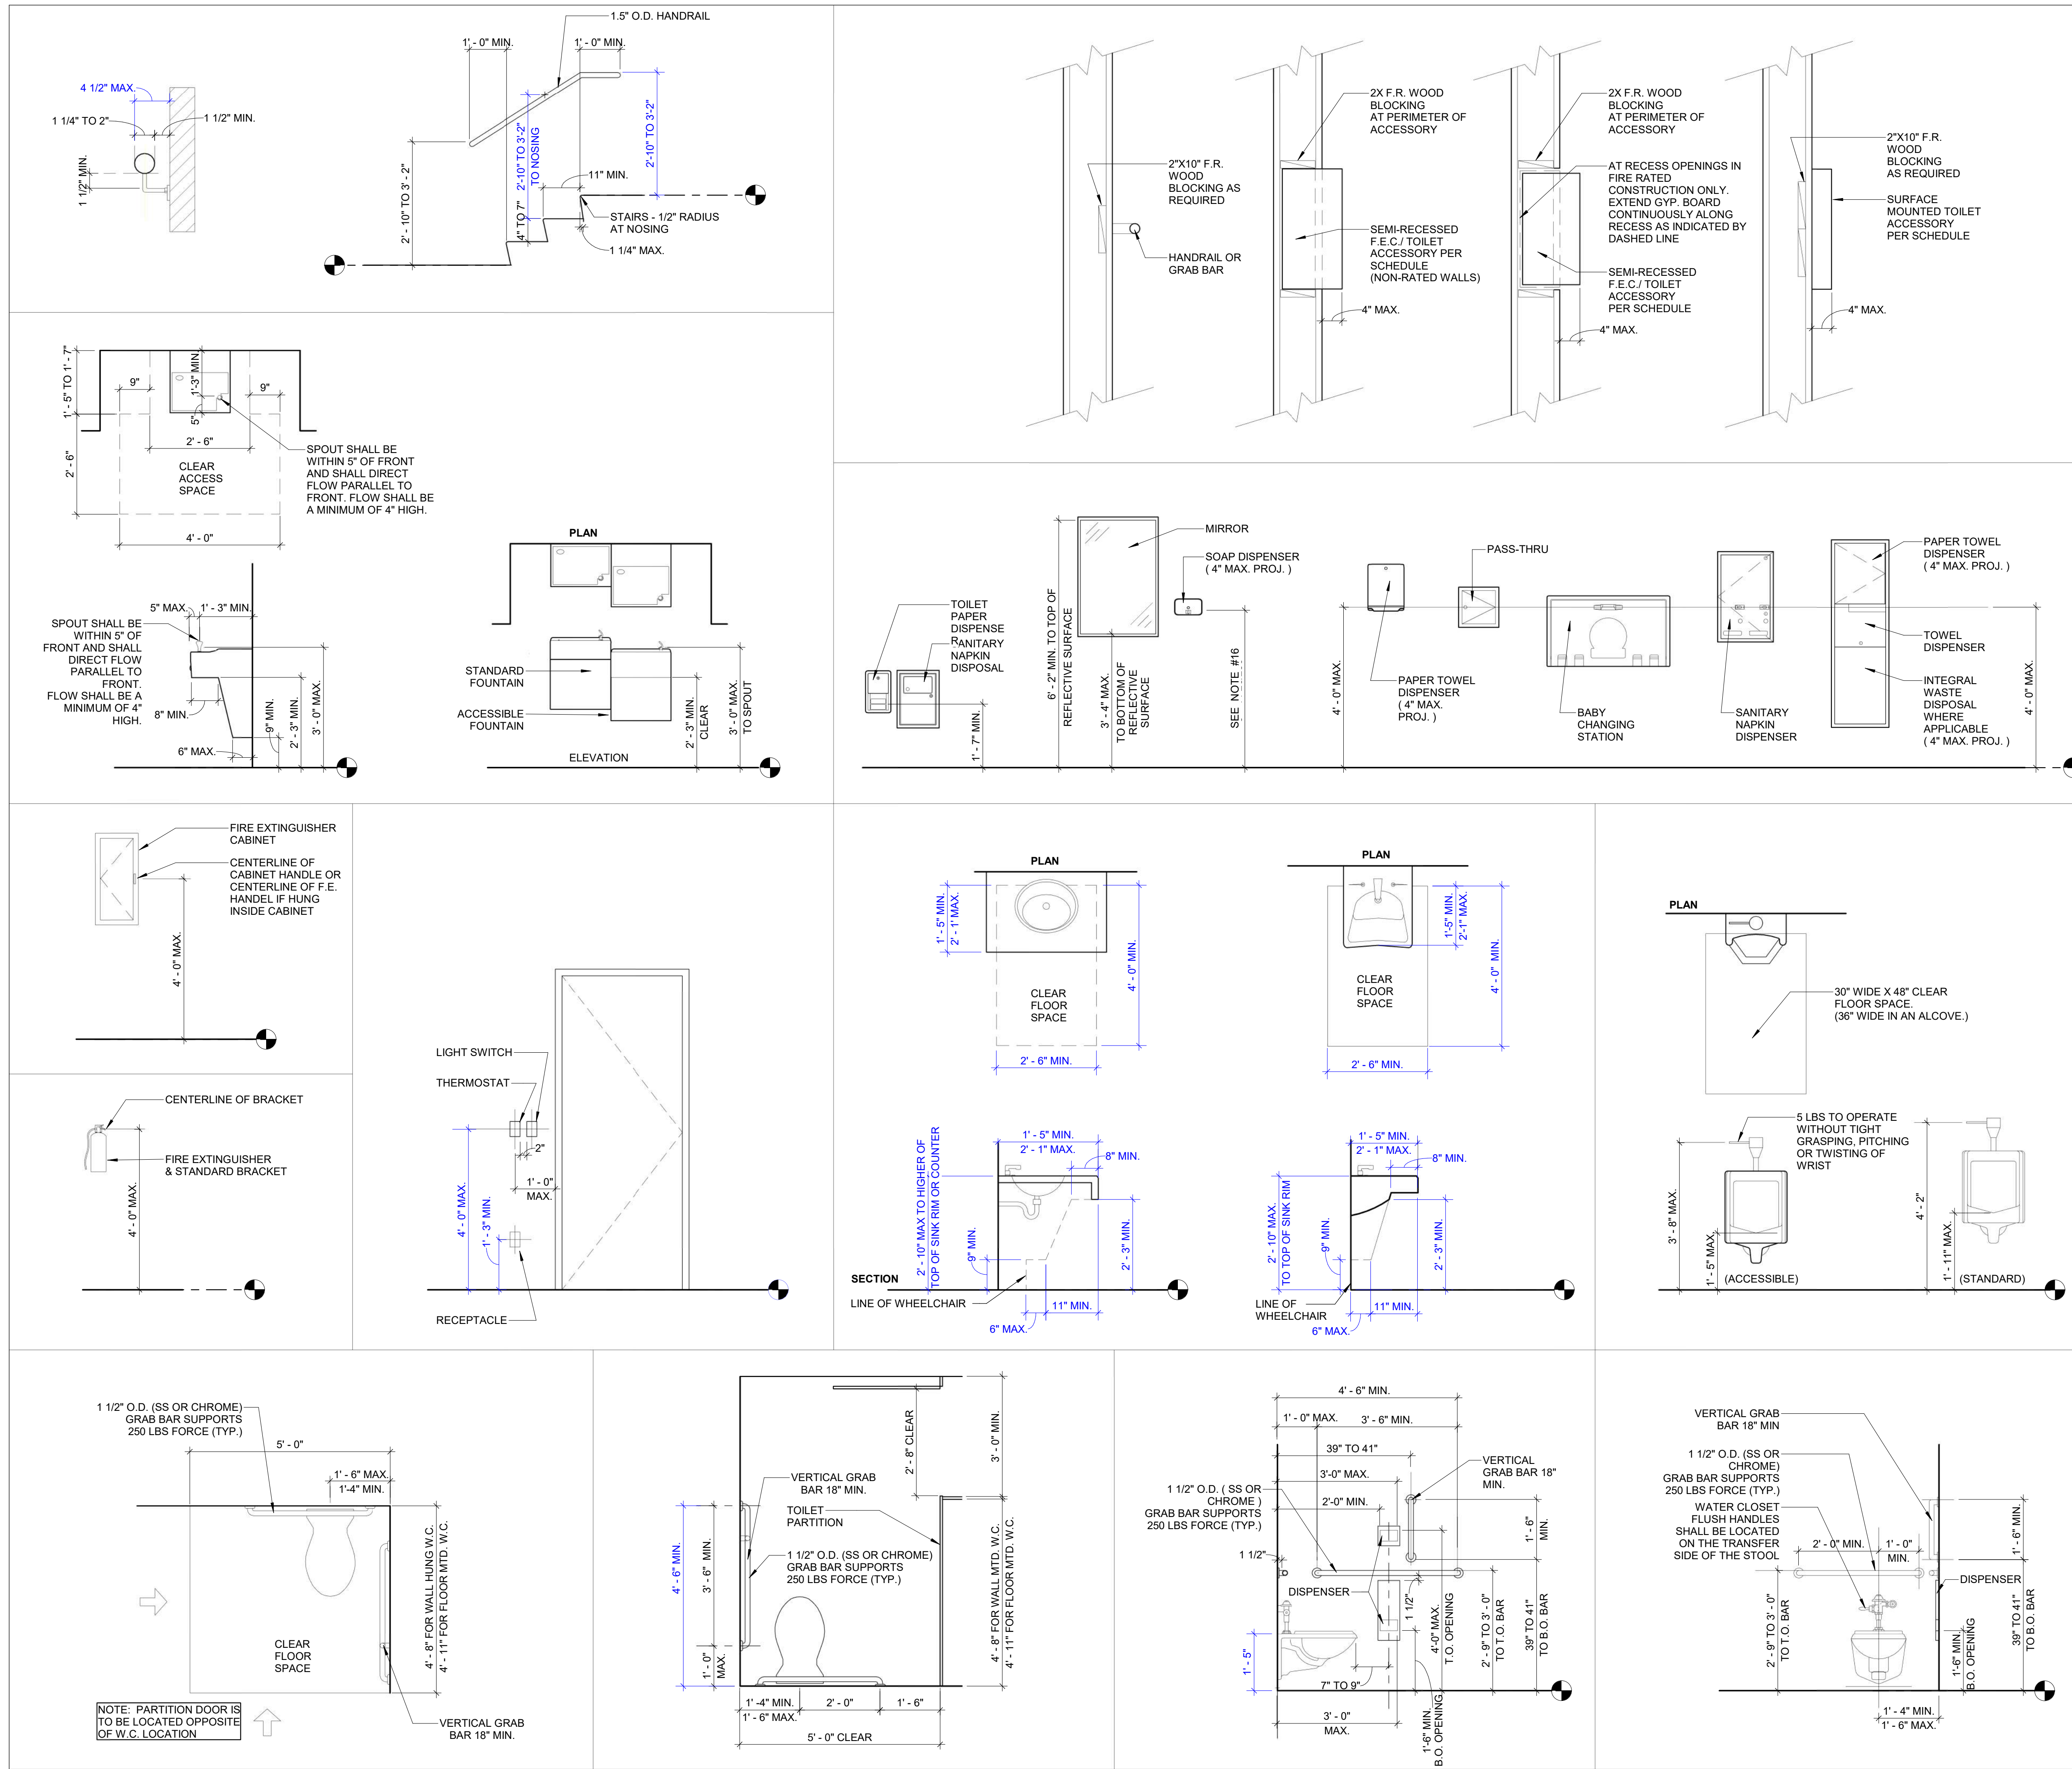 1.5" O.D. HANDRAIL
1' - 0" MIN.
1' - 0" MIN.
4 1/2" MAX.
1 1/4" TO 2"
1 1/2" MIN.
1 1/2" MIN.
2' - 10" TO 3' - 2"
2'-10" TO 3'-2"
TO NOSING
2'-10" TO 3'-2"
11" MIN.
4" TO 7"
STAIRS - 1/2" RADIUS
AT NOSING
1 1/4" MAX.
2"X10" F.R.
WOOD
BLOCKING AS
REQUIRED
HANDRAIL OR
GRAB BAR
2X F.R. WOOD
BLOCKING
AT PERIMETER OF
ACCESSORY
SEMI-RECESSED
F.E.C./ TOILET
ACCESSORY PER
SCHEDULE
(NON-RATED WALLS)
4" MAX.
2X F.R. WOOD
BLOCKING
AT PERIMETER OF
ACCESSORY
AT RECESS OPENINGS IN
FIRE RATED
CONSTRUCTION ONLY.
EXTEND GYP. BOARD
CONTINUOUSLY ALONG
RECESS AS INDICATED BY
DASHED LINE
SEMI-RECESSED
F.E.C./ TOILET
ACCESSORY
PER SCHEDULE
4" MAX.
2"X10" F.R.
WOOD
BLOCKING
AS REQUIRED
SURFACE
MOUNTED TOILET
ACCESSORY
PER SCHEDULE
4" MAX.
1' - 5" TO 1' - 7"
9"
1'-3" MIN.
9"
5"
2' - 6"
2' - 6"
CLEAR
ACCESS
SPACE
4' - 0"
SPOUT SHALL BE
WITHIN 5" OF FRONT
AND SHALL DIRECT
FLOW PARALLEL TO
FRONT. FLOW SHALL BE
A MINIMUM OF 4" HIGH.
5" MAX.
1' - 3" MIN.
SPOUT SHALL BE
WITHIN 5" OF
FRONT AND SHALL
DIRECT FLOW
PARALLEL TO
FRONT.
FLOW SHALL BE A
MINIMUM OF 4"
HIGH.
8" MIN.
6" MAX.
9" MIN.
2' - 3" MIN.
3' - 0" MAX.
PLAN
STANDARD
FOUNTAIN
ACCESSIBLE
FOUNTAIN
2' - 3" MIN.
CLEAR
3' - 0" MAX.
TO SPOUT
ELEVATION
TOILET
PAPER
DISPENSE
R
SANITARY
NAPKIN
DISPOSAL
1' - 7" MIN.
6' - 2" MIN. TO TOP OF
REFLECTIVE SURFACE
3' - 4" MAX.
TO BOTTOM OF
REFLECTIVE
SURFACE
MIRROR
SOAP DISPENSER
( 4" MAX. PROJ. )
SEE NOTE #16
4' - 0" MAX.
PAPER TOWEL
DISPENSER
( 4" MAX.
PROJ. )
PASS-THRU
BABY
CHANGING
STATION
SANITARY
NAPKIN
DISPENSER
PAPER TOWEL
DISPENSER
( 4" MAX. PROJ. )
TOWEL
DISPENSER
INTEGRAL
WASTE
DISPOSAL
WHERE
APPLICABLE
( 4" MAX. PROJ. )
4' - 0" MAX.
FIRE EXTINGUISHER
CABINET
CENTERLINE OF
CABINET HANDLE OR
CENTERLINE OF F.E.
HANDEL IF HUNG
INSIDE CABINET
4' - 0" MAX.
CENTERLINE OF BRACKET
FIRE EXTINGUISHER
& STANDARD BRACKET
4' - 0" MAX.
LIGHT SWITCH
THERMOSTAT
2"
1' - 0"
MAX.
4' - 0" MAX.
1' - 3" MIN.
RECEPTACLE
PLAN
1' - 5" MIN.
2' - 1' MAX.
4' - 0" MIN.
CLEAR
FLOOR
SPACE
2' - 6" MIN.
PLAN
1'-5" MIN.
2'-1" MAX.
4' - 0" MIN.
CLEAR
FLOOR
SPACE
2' - 6" MIN.
2' - 10" MAX TO HIGHER OF
TOP OF SINK RIM OR COUNTER
1' - 5" MIN.
2' - 1" MAX.
8" MIN.
9" MIN.
2' - 3" MIN.
SECTION
LINE OF WHEELCHAIR
11" MIN.
6" MAX.
1' - 5" MIN.
2' - 1" MAX.
8" MIN.
2' - 10" MAX.
TO TOP OF SINK RIM
9" MIN.
2' - 3" MIN.
LINE OF
WHEELCHAIR
11" MIN.
6" MAX.
PLAN
30" WIDE X 48" CLEAR
FLOOR SPACE.
(36" WIDE IN AN ALCOVE.)
5 LBS TO OPERATE
WITHOUT TIGHT
GRASPING, PITCHING
OR TWISTING OF
WRIST
3' - 8" MAX.
1' - 5" MAX.
(ACCESSIBLE)
4' - 2"
1' - 11" MAX.
(STANDARD)
1 1/2" O.D. (SS OR CHROME)
GRAB BAR SUPPORTS
250 LBS FORCE (TYP.)
5' - 0"
1' - 6" MAX.
1'-4" MIN.
4' - 8" FOR WALL HUNG W.C.
4' - 11" FOR FLOOR MTD. W.C.
CLEAR
FLOOR
SPACE
NOTE: PARTITION DOOR IS
TO BE LOCATED OPPOSITE
OF W.C. LOCATION
VERTICAL GRAB
BAR 18" MIN.
2' - 8" CLEAR
3' - 0" MIN.
VERTICAL GRAB
BAR 18" MIN.
TOILET
PARTITION
1 1/2" O.D. (SS OR CHROME)
GRAB BAR SUPPORTS
250 LBS FORCE (TYP.)
4' - 6" MIN.
3' - 6" MIN.
1' - 0"
MAX.
4' - 8" FOR WALL MTD. W.C.
4' - 11" FOR FLOOR MTD. W.C.
1' -4" MIN.
1' - 6" MAX.
2' - 0"
1' - 6"
5' - 0" CLEAR
4' - 6" MIN.
1' - 0" MAX.
3' - 6" MIN.
39" TO 41"
3'-0" MAX.
2'-0" MIN.
VERTICAL
GRAB BAR 18"
MIN.
1 1/2" O.D. ( SS OR
CHROME )
GRAB BAR SUPPORTS
250 LBS FORCE (TYP.)
1 1/2"
DISPENSER
1 1/2"
1' - 5"
7" TO 9"
3' - 0"
MAX.
1'-6" MIN.
B.O. OPENING
4'-0" MAX.
T.O. OPENING
2' - 9" TO 3' - 0"
TO T.O. BAR
1' - 6"
MIN.
39" TO 41"
TO B.O. BAR
VERTICAL GRAB
BAR 18" MIN
1 1/2" O.D. (SS OR
CHROME)
GRAB BAR SUPPORTS
250 LBS FORCE (TYP.)
WATER CLOSET
FLUSH HANDLES
SHALL BE LOCATED
ON THE TRANSFER
SIDE OF THE STOOL
2' - 0" MIN.
1' - 0"
MIN.
1' - 6" MIN.
DISPENSER
2' - 9" TO 3' - 0"
TO T.O. BAR
1'-6" MIN.
B.O. OPENING
39" TO 41"
TO B.O. BAR
1' - 4" MIN.
1' - 6" MAX.